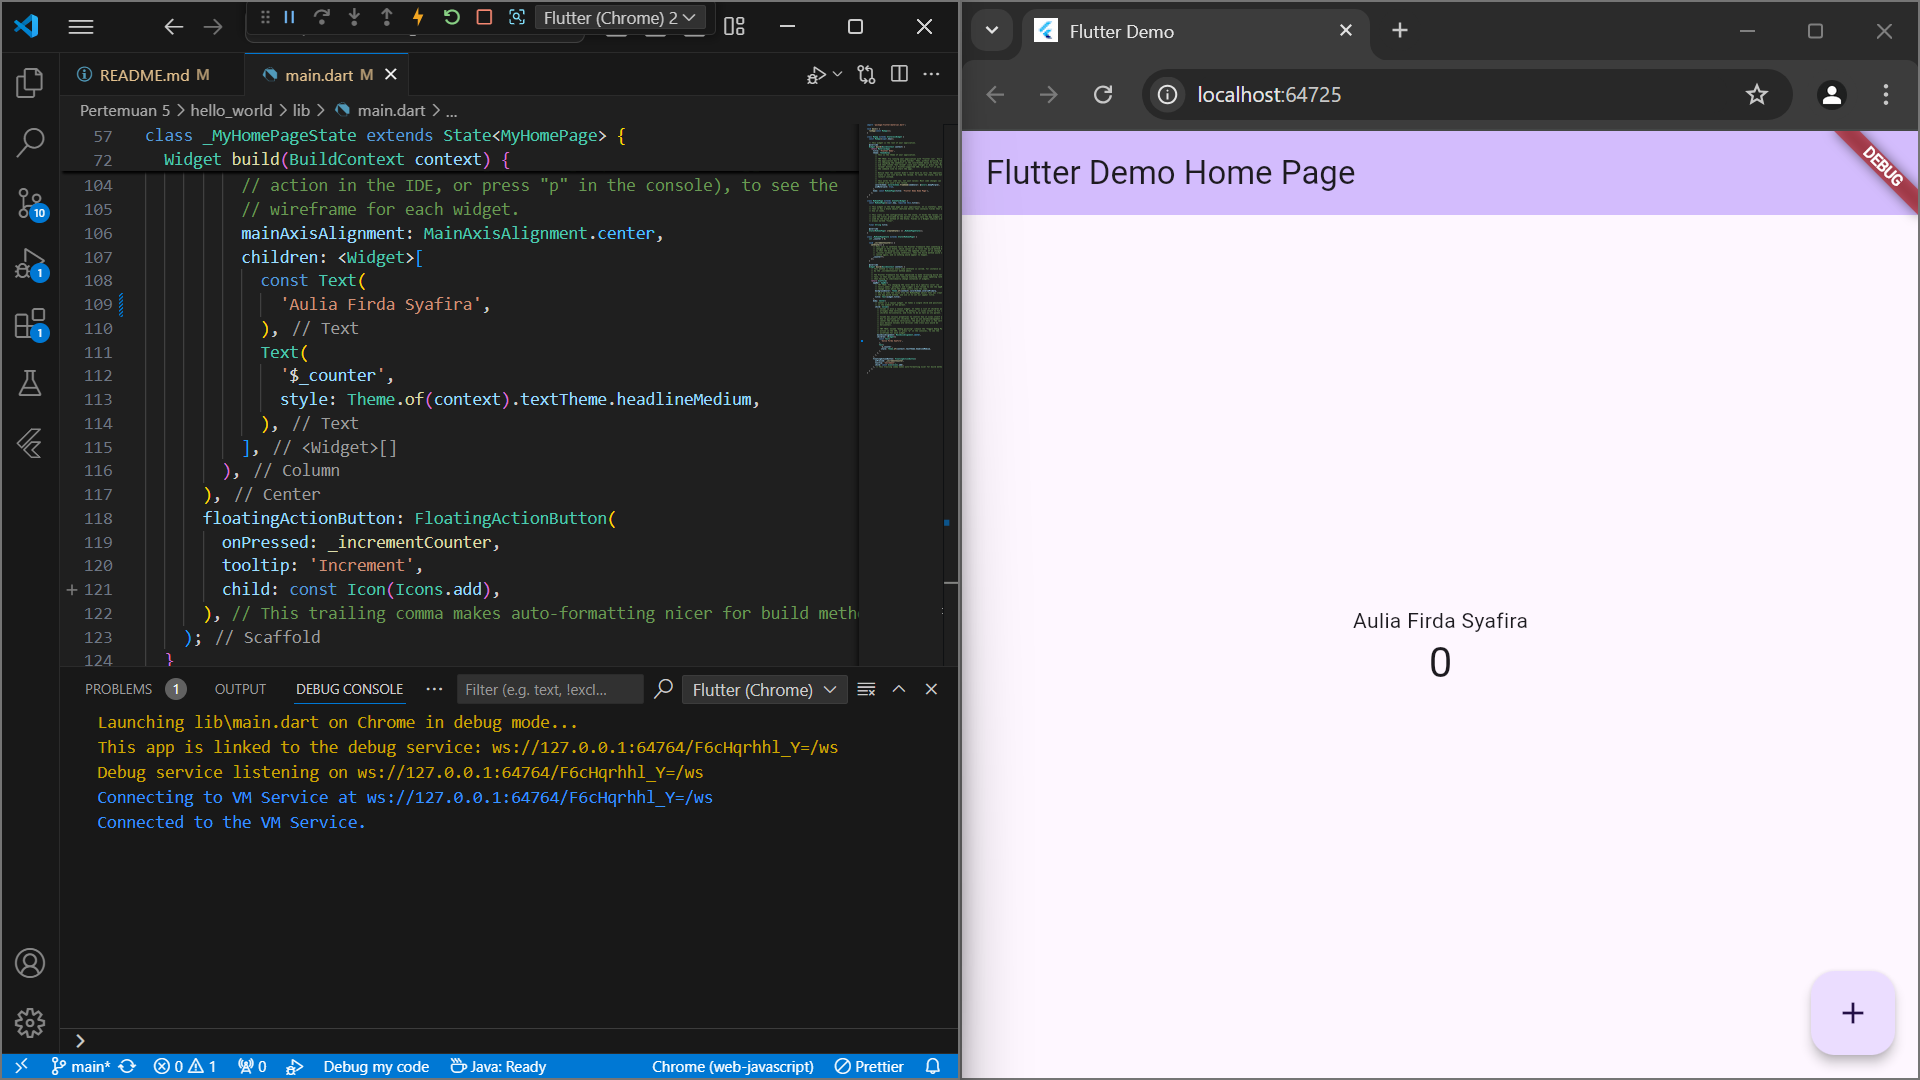 Flutter (Chrome) 2
README.md M
main.dart M
Pertemuan 5 > hello_world > lib > main.dart > ...
57 class _MyHomePageState extends State<MyHomePage> {
72 Widget build(BuildContext context) {
104 // action in the IDE, or press "p" in the console), to see the
105 // wireframe for each widget.
106 mainAxisAlignment: MainAxisAlignment.center,
107 children: <Widget>[
108 const Text(
109 'Aulia Firda Syafira',
110 ), // Text
111 Text(
112 '$_counter',
113 style: Theme.of(context).textTheme.headlineMedium,
114 ), // Text
115 ], // <Widget>[]
116 ), // Column
117 ), // Center
118 floatingActionButton: FloatingActionButton(
119 onPressed: _incrementCounter,
120 tooltip: 'Increment',
121 child: const Icon(Icons.add),
122 ), // This trailing comma makes auto-formatting nicer for build meth
123 ); // Scaffold
124 }
10
1
1
PROBLEMS 1 OUTPUT DEBUG CONSOLE ... Filter (e.g. text, !excl... Flutter (Chrome)
Launching lib\main.dart on Chrome in debug mode...
This app is linked to the debug service: ws://127.0.0.1:64764/F6cHqrhhl_Y=/ws
Debug service listening on ws://127.0.0.1:64764/F6cHqrhhl_Y=/ws
Connecting to VM Service at ws://127.0.0.1:64764/F6cHqrhhl_Y=/ws
Connected to the VM Service.
main* 0 1 0 Debug my code Java: Ready Chrome (web-javascript) Prettier
Flutter Demo
localhost:64725
Flutter Demo Home Page
DEBUG
Aulia Firda Syafira
0